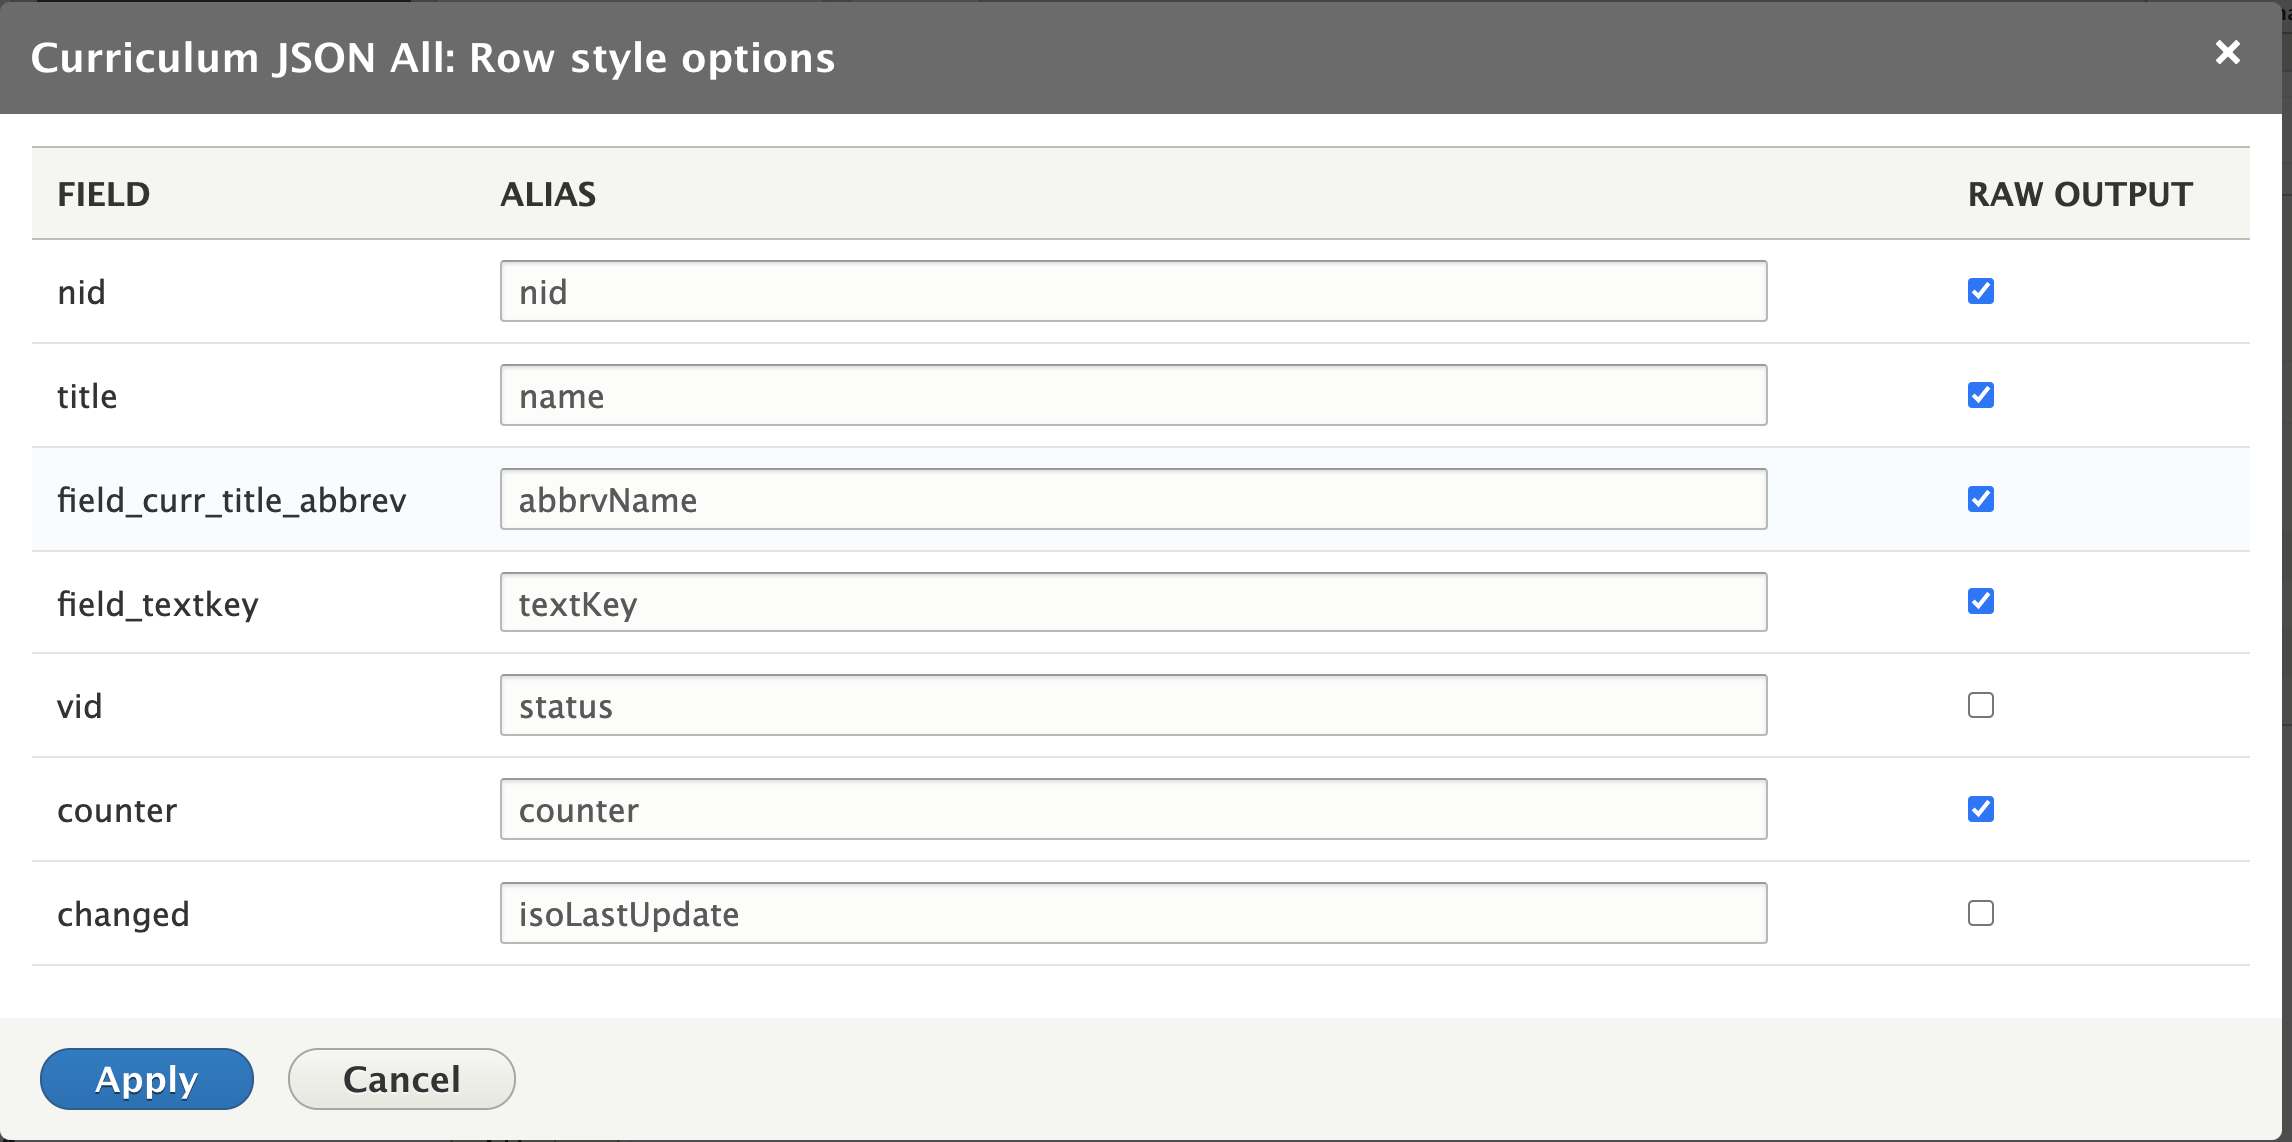 Curriculum JSON All: Row style options
FIELD ALIAS RAW OUTPUT
nid nid
title name
field_curr_title_abbrev abbrvName
field_textkey textKey
vid status
counter counter
changed isoLastUpdate
Apply Cancel